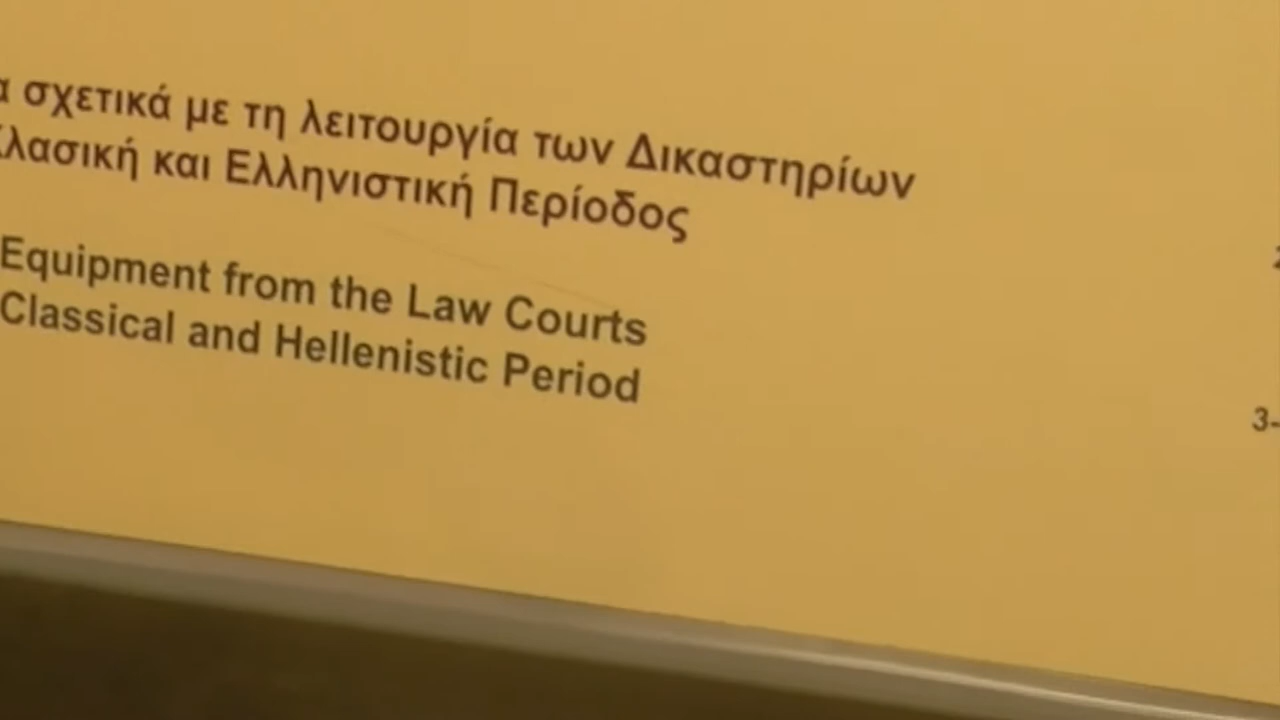 σχετικά με τη λειτουργία των Δικαστηρίων
Κλασική και Ελληνιστική Περίοδος
Equipment from the Law Courts
Classical and Hellenistic Period
3-